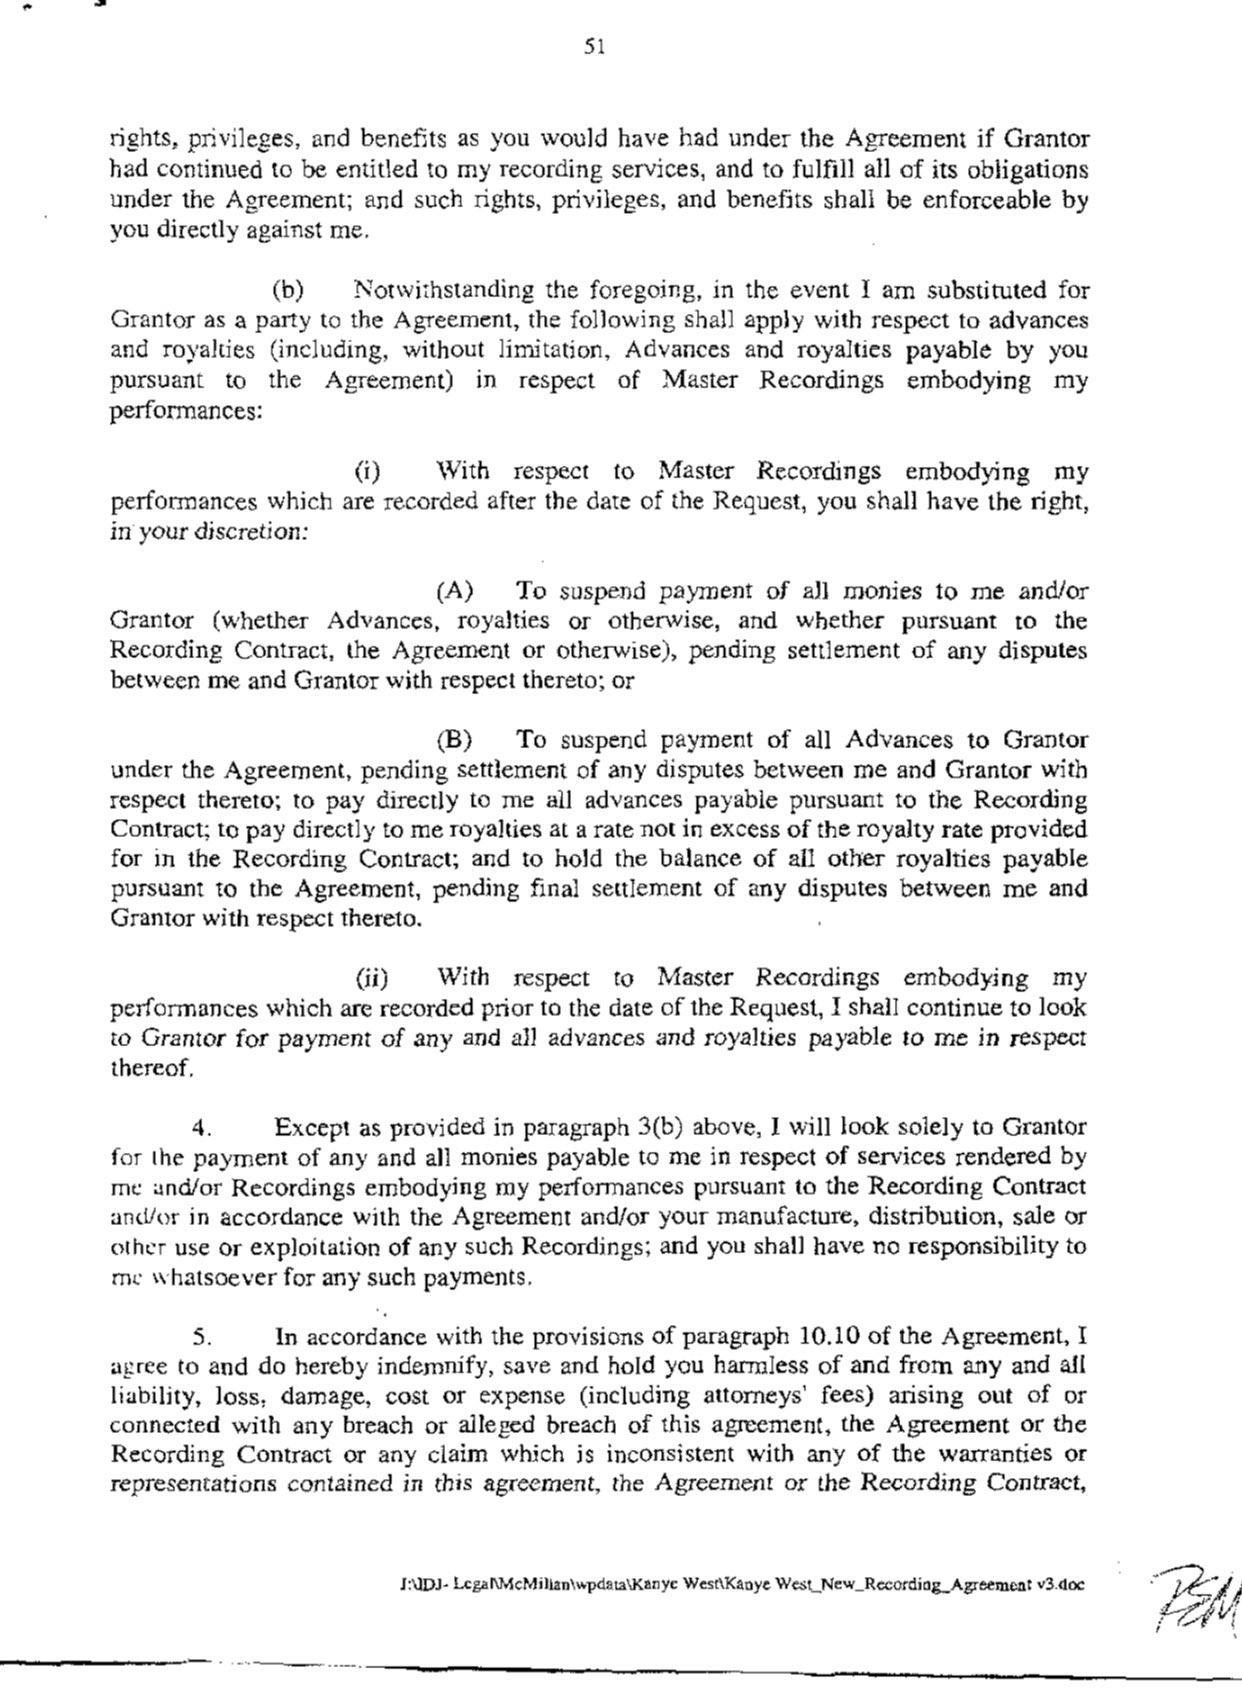 51
rights, privileges, and benefits as you would have had under the Agreement if Grantor
had continued to be entitled to my recording services, and to fulfill all of its obligations
under the Agreement; and such rights, privileges, and benefits shall be enforceable by
you directly against me.
(b) Notwithstanding the foregoing, in the event I am substituted for
Grantor as a party to the Agreement, the following shall apply with respect to advances
and royalties (including, without limitation, Advances and royalties payable by you
pursuant to the Agreement) in respect of Master Recordings embodying my
performances:
(i) With respect to Master Recordings embodying my
performances which are recorded after the date of the Request, you shall have the right,
in your discretion:
(A) To suspend payment of all monies to me and/or
Grantor (whether Advances, royalties or otherwise, and whether pursuant to the
Recording Contract, the Agreement or otherwise), pending settlement of any disputes
between me and Grantor with respect thereto; or
(B) To suspend payment of all Advances to Grantor
under the Agreement, pending settlement of any disputes between me and Grantor with
respect thereto; to pay directly to me all advances payable pursuant to the Recording
Contract; to pay directly to me royalties at a rate not in excess of the royalty rate provided
for in the Recording Contract; and to hold the balance of all other royalties payable
pursuant to the Agreement, pending final settlement of any disputes between me and
Grantor with respect thereto.
(ii) With respect to Master Recordings embodying my
performances which are recorded prior to the date of the Request, I shall continue to look
to Grantor for payment of any and all advances and royalties payable to me in respect
thereof.
4. Except as provided in paragraph 3(b) above, I will look solely to Grantor
for the payment of any and all monies payable to me in respect of services rendered by
me and/or Recordings embodying my performances pursuant to the Recording Contract
and/or in accordance with the Agreement and/or your manufacture, distribution, sale or
other use or exploitation of any such Recordings; and you shall have no responsibility to
me whatsoever for any such payments.
5. In accordance with the provisions of paragraph 10.10 of the Agreement, I
agree to and do hereby indemnify, save and hold you harmless of and from any and all
liability, loss, damage, cost or expense (including attorneys' fees) arising out of or
connected with any breach or alleged breach of this agreement, the Agreement or the
Recording Contract or any claim which is inconsistent with any of the warranties or
representations contained in this agreement, the Agreement or the Recording Contract,
J:\IDJ- Legal\McMilian\wpdata\Kanye West\Kanye West_New_Recording_Agreement v3.doc